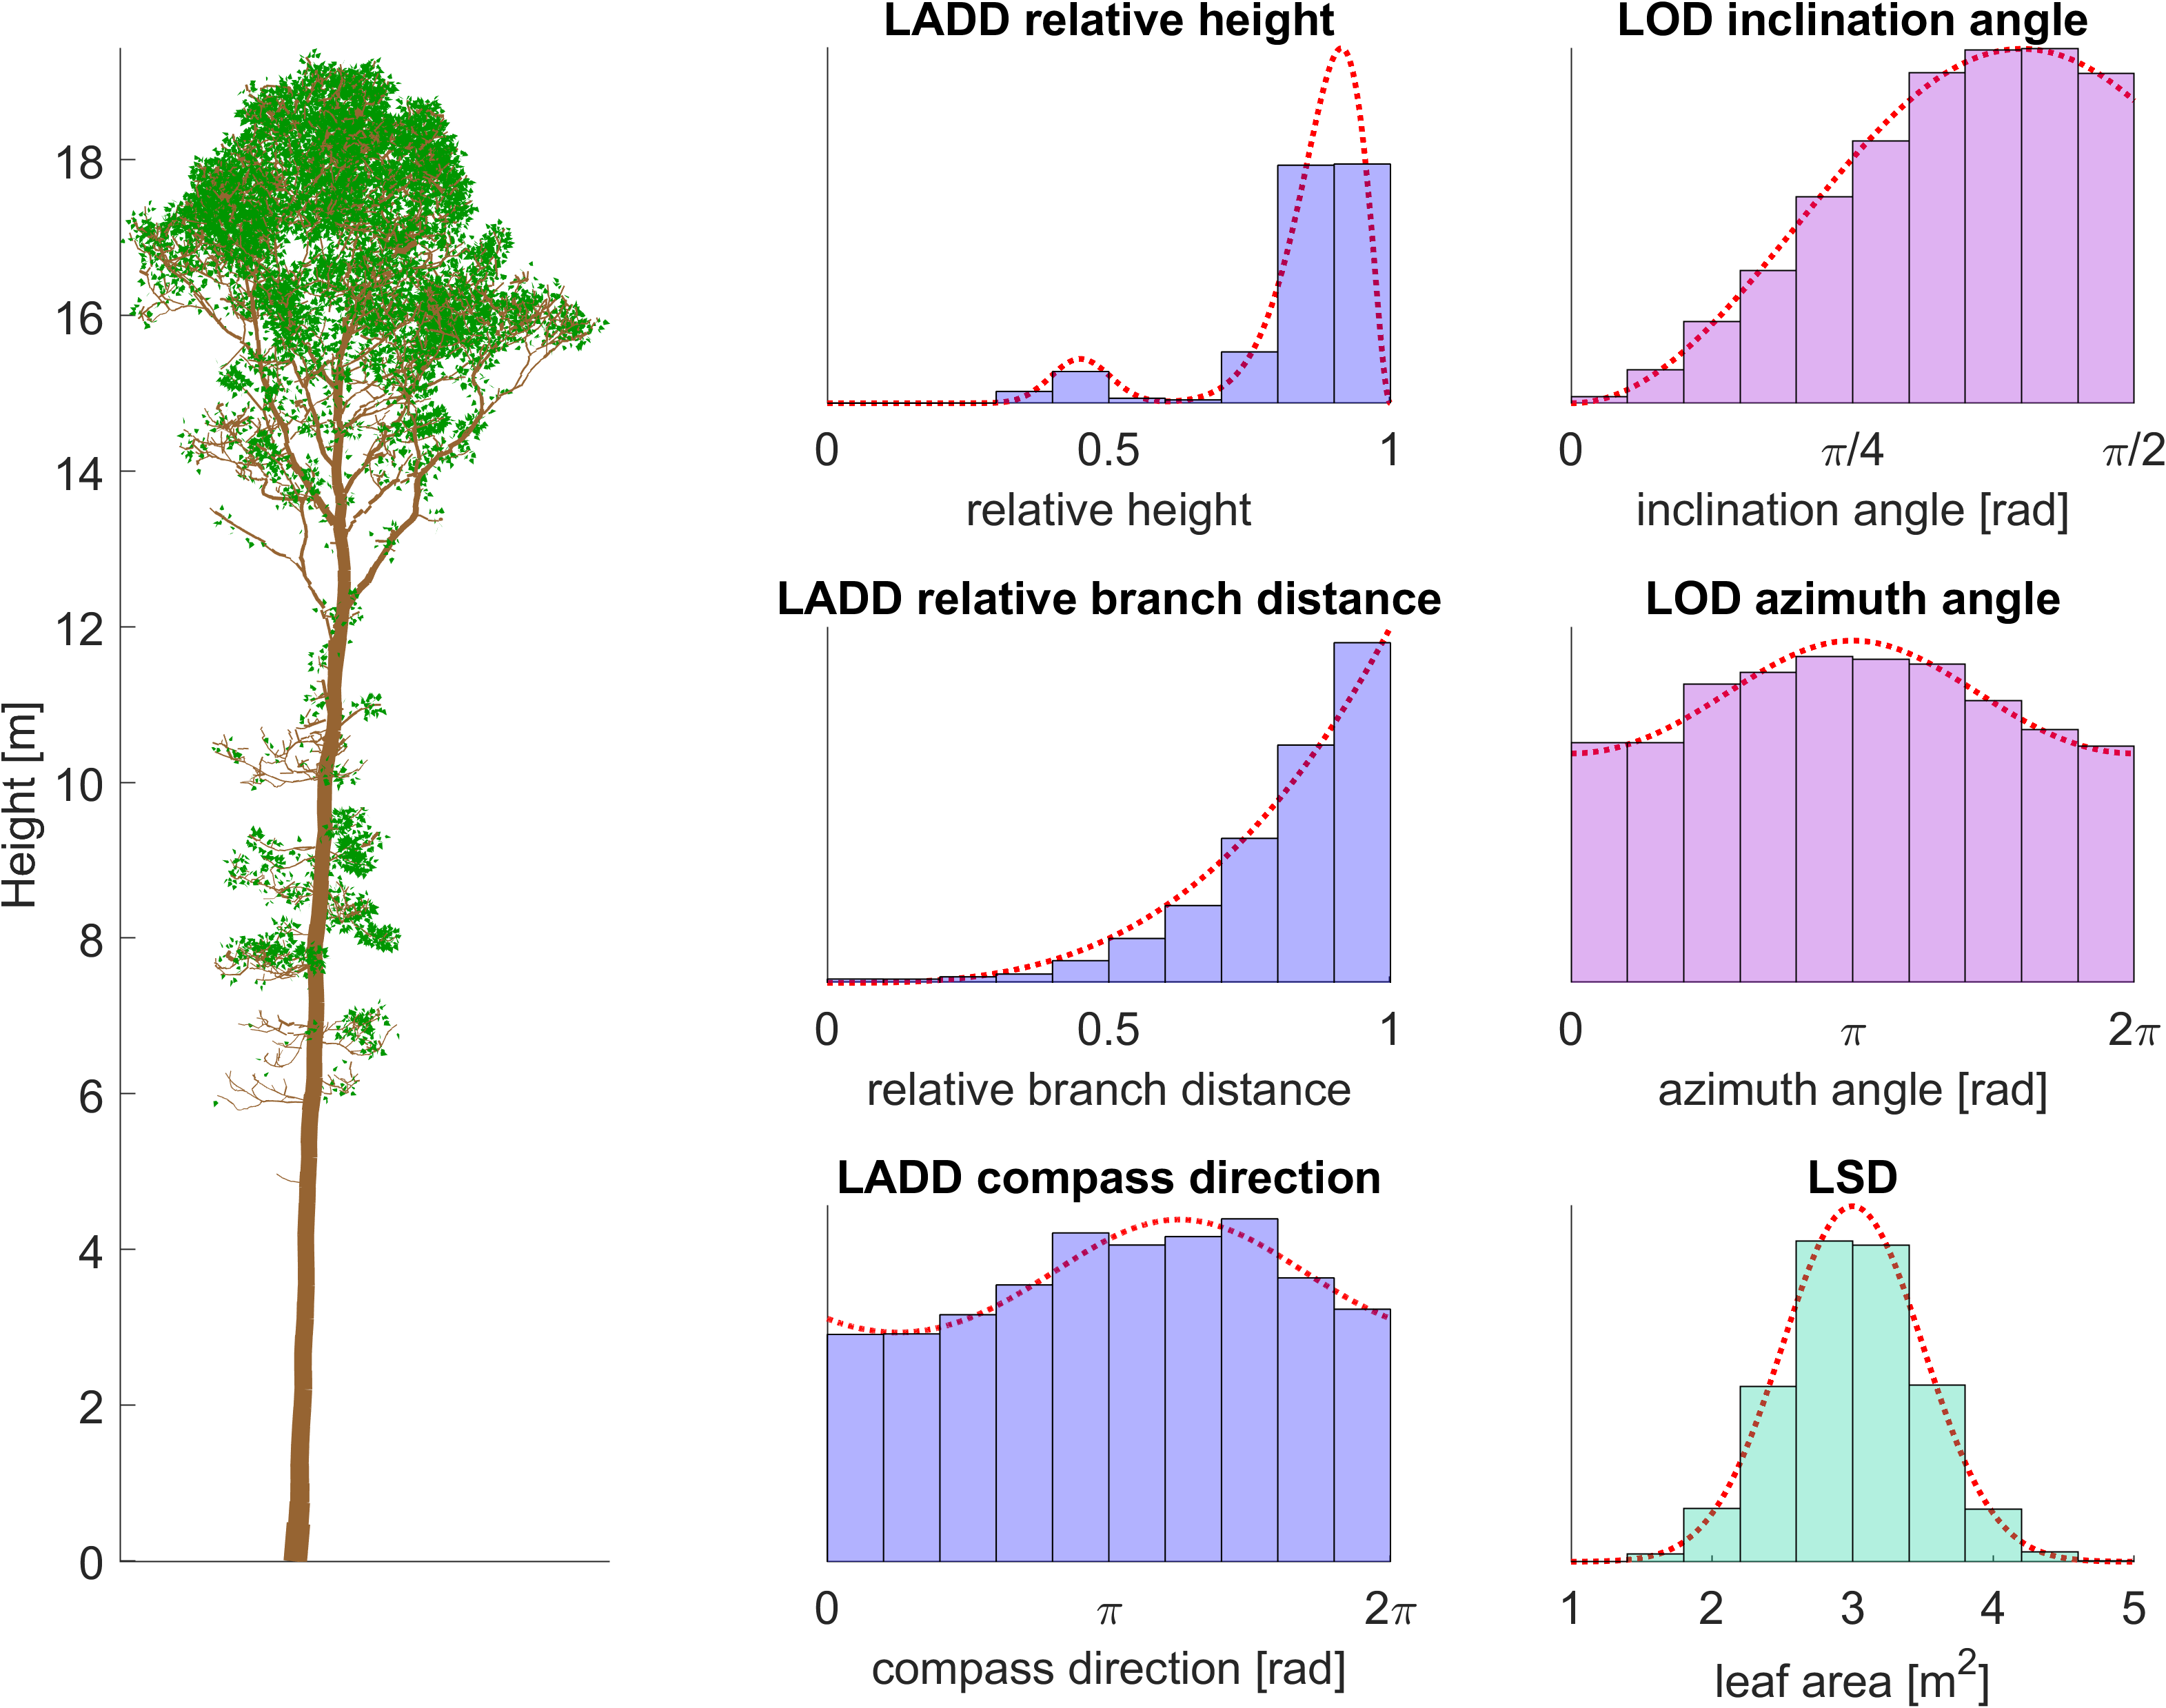 Height [m]
18
16
14
12
10
8
6
4
2
0
LADD relative height
0 0.5 1
relative height
LOD inclination angle
0 π/4 π/2
inclination angle [rad]
LADD relative branch distance
0 0.5 1
relative branch distance
LOD azimuth angle
0 π 2π
azimuth angle [rad]
LADD compass direction
0 π 2π
compass direction [rad]
LSD
1 2 3 4 5
leaf area [m²]